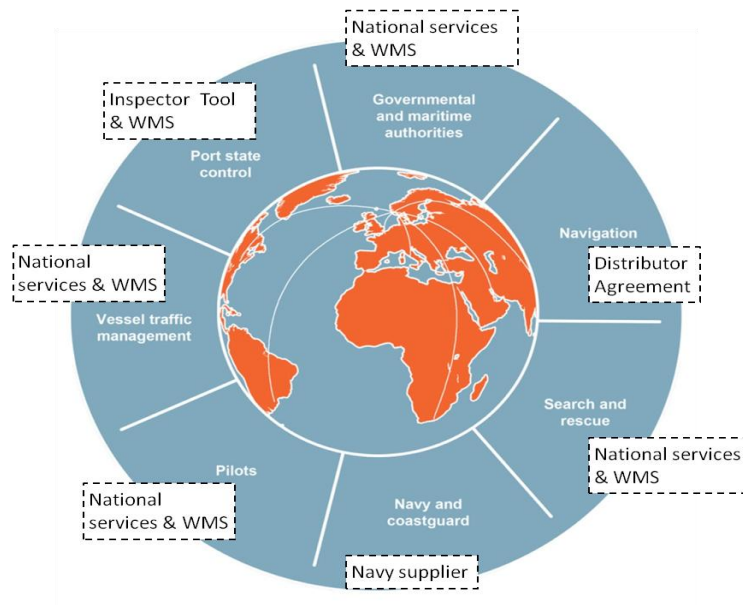 National services
& WMS
Governmental
and maritime
authorities
Inspector Tool
& WMS
Port state
control
Navigation
Distributor
Agreement
National
services & WMS
Vessel traffic
management
Search and
rescue
National services
& WMS
Pilots
National
services & WMS
Navy and
coastguard
Navy supplier